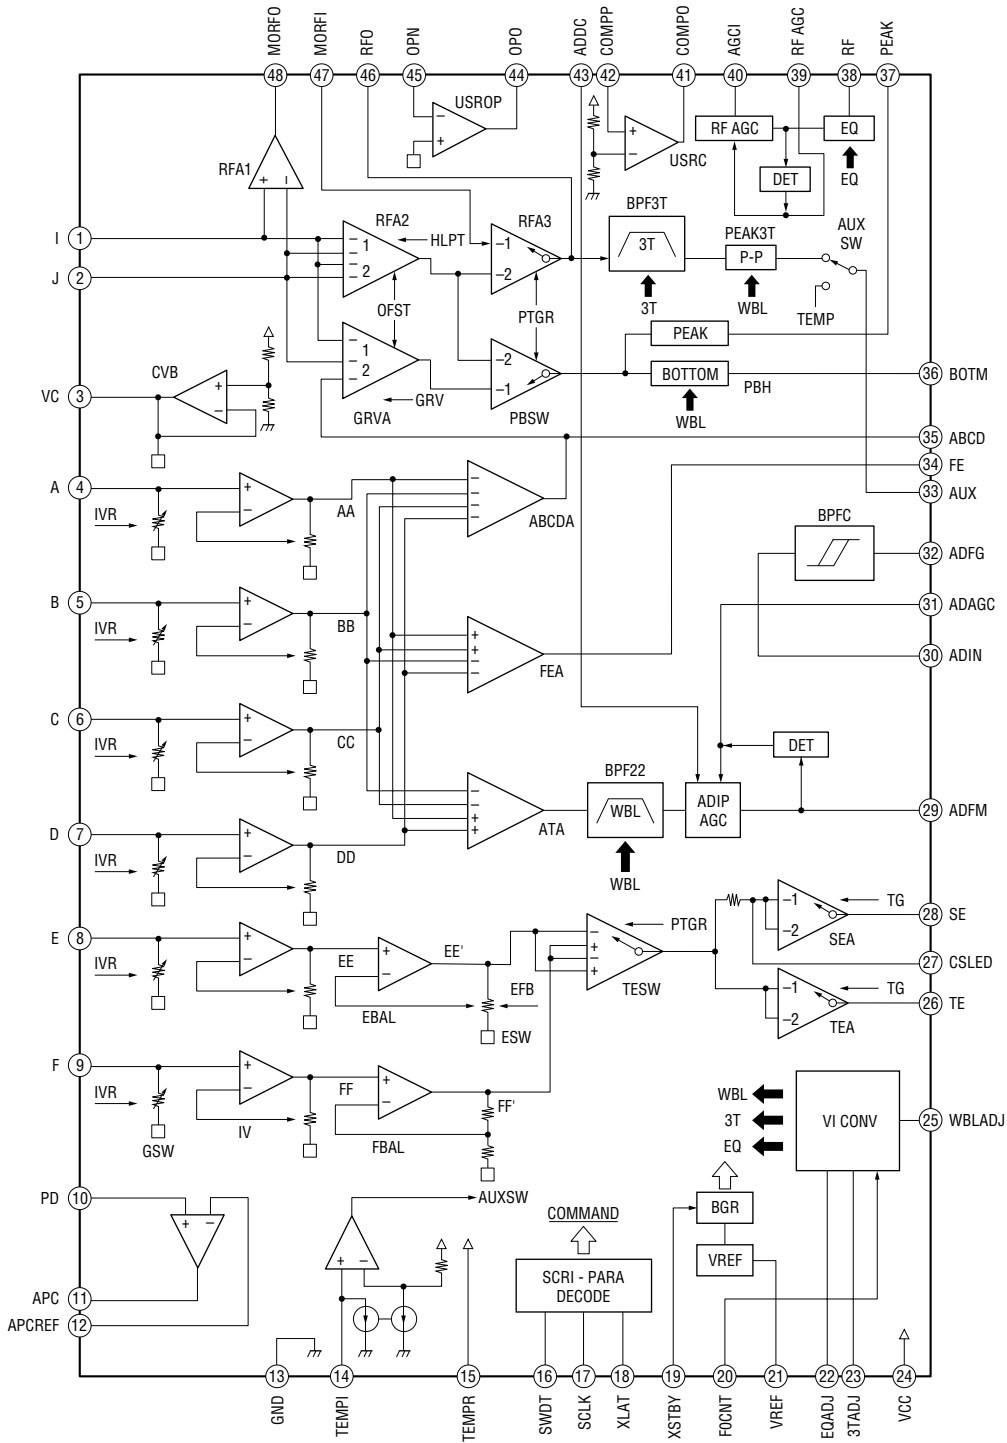 MORFO MORFI RFO OPN OPO ADDC COMPP COMPO AGCI RF AGC RF PEAK
48 47 46 45 44 43 42 41 40 39 38 37
USROP
− +
+ −
USRC
RF AGC EQ
DET
EQ
RFA1
+ −
I 1
J 2
RFA2
− 1
−
− 2
−
HLPT
OFST
RFA3
−1
−2
PTGR
BPF3T
3T
3T
PEAK3T
P-P
WBL
AUX
SW
TEMP
− 1
− 2
−
GRVA
GRV
−2
−1
PBSW
PEAK
BOTTOM
PBH
WBL
36 BOTM
VC 3
CVB
+
−
35 ABCD
34 FE
33 AUX
A 4
IVR
+
−
AA
−
−
−
−
ABCDA
BPFC
32 ADFG
31 ADAGC
30 ADIN
B 5
IVR
+
−
BB
+
+
−
−
FEA
C 6
IVR
+
−
CC
DET
D 7
IVR
+
−
DD
−
−
+
+
ATA
BPF22
WBL
WBL
ADIP
AGC
29 ADFM
E 8
IVR
+
−
EE
+
−
EBAL
EE'
EFB
ESW
−
+
−
+
TESW
PTGR
−1
−2
SEA
TG
28 SE
27 CSLED
−1
−2
TEA
TG
26 TE
F 9
IVR
GSW
+
−
IV
FF
+
−
FBAL
FF'
WBL
3T
EQ
VI CONV
25 WBLADJ
PD 10
+ −
APC 11
APCREF 12
AUXSW
+ −
COMMAND
SCRI - PARA
DECODE
BGR
VREF
13 14 15 16 17 18 19 20 21 22 23 24
GND TEMPI TEMPR SWDT SCLK XLAT XSTBY F0CNT VREF EQADJ 3TADJ VCC